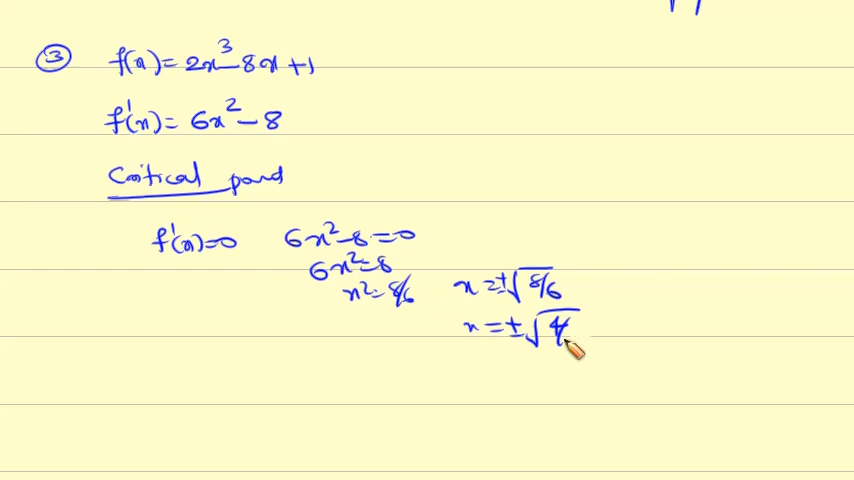 ③ f(x)=2x³-8x+1
f'(x)=6x²-8
Critical
f'(x)=0 6x²-8=0
6x²=8
x²=8/6 x=±√8/6
x=±√4/